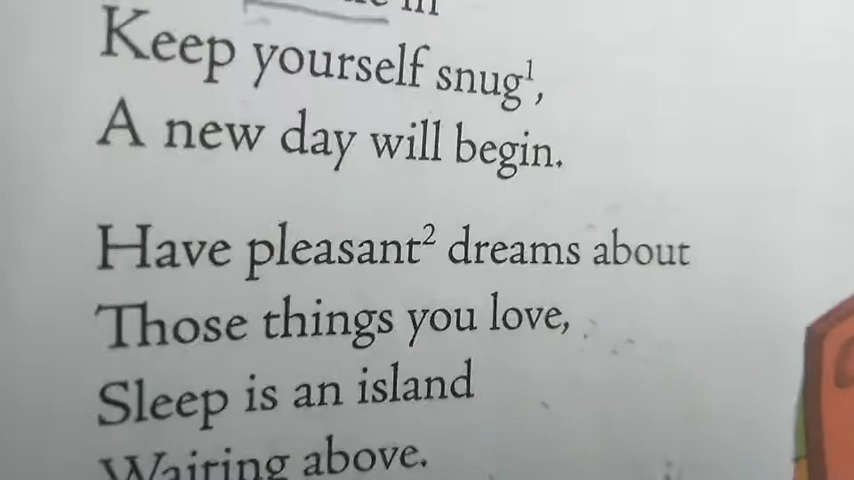 in
Keep yourself snug¹,
A new day will begin.
Have pleasant² dreams about
Those things you love,
Sleep is an island
Waiting above.